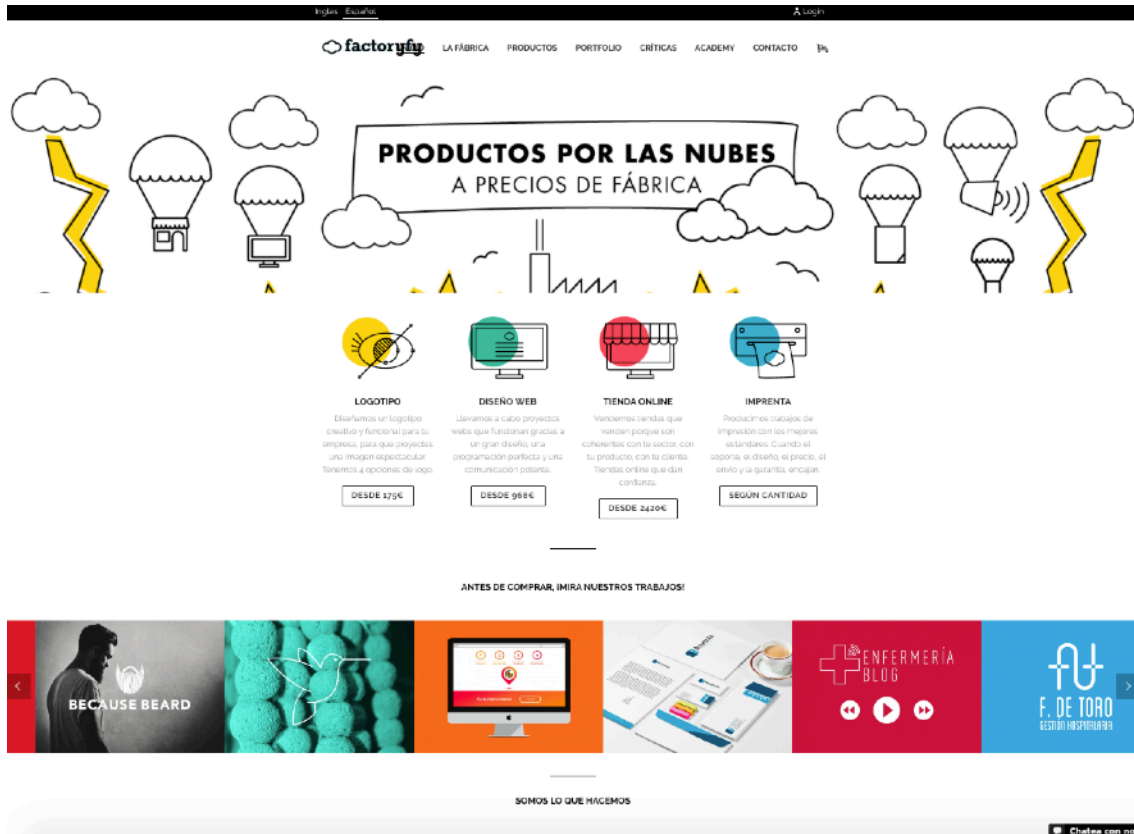 Ingles Español
Login
factoryfy
LA FÁBRICA PRODUCTOS PORTFOLIO CRÍTICAS ACADEMY CONTACTO
PRODUCTOS POR LAS NUBES
A PRECIOS DE FÁBRICA
LOGOTIPO
Diseñamos un logotipo
creativo y funcional para tu
empresa, para que proyectes
una imagen espectacular.
Tenemos 4 opciones de logo.
DESDE 175€
DISEÑO WEB
Llevamos a cabo proyectos
webs que funcionan gracias a
un gran diseño, una
programación perfecta y una
comunicación potente.
DESDE 968€
TIENDA ONLINE
Vendemos tiendas que
venden porque son
coherentes con tu sector, con
tu producto, con tu cliente.
Tiendas online que dan
confianza.
DESDE 2420€
IMPRENTA
Producimos trabajos de
impresión con los mejores
estándares. Cuando el
soporte, el diseño, el precio, el
envío y la garantía, encajan.
SEGÚN CANTIDAD
ANTES DE COMPRAR, ¡MIRA NUESTROS TRABAJOS!
BECAUSE BEARD
ENFERMERÍA
BLOG
F. DE TORO
GESTIÓN HOSPITALARIA
SOMOS LO QUE HACEMOS
Chatea con no